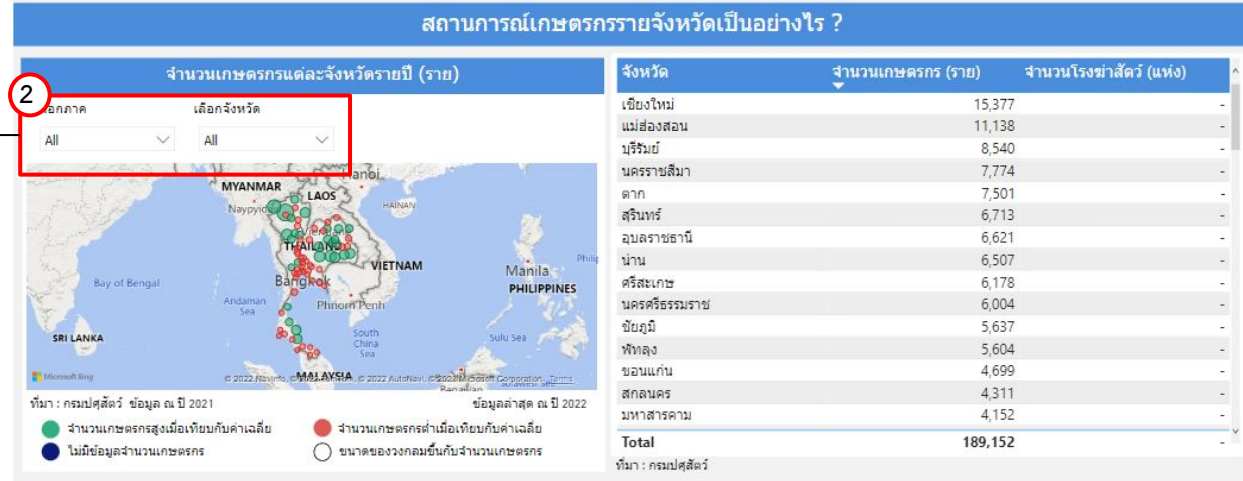 สถานการณ์เกษตรกรรายจังหวัดเป็นอย่างไร ?
จำนวนเกษตรกรแต่ละจังหวัดรายปี (ราย)
2
เลือกจังหวัด
All
All
MYANMAR
LAOS
HAINAN
THAILAND
VIETNAM
Bay of Bengal
Bangkok
Manila
PHILIPPINES
Andaman
Sea
Phnom Penh
South
China
Sea
Sulu Sea
SRI LANKA
MALAYSIA
Microsoft Bing
Terms
ที่มา : กรมปศุสัตว์ ข้อมูล ณ ปี 2021
ข้อมูลล่าสุด ณ ปี 2022
จำนวนเกษตรกรสูงเมื่อเทียบกับค่าเฉลี่ย
จำนวนเกษตรกรต่ำเมื่อเทียบกับค่าเฉลี่ย
ไม่มีข้อมูลจำนวนเกษตรกร
ขนาดของวงกลมขึ้นกับจำนวนเกษตรกร
จังหวัด จำนวนเกษตรกร (ราย) จำนวนโรงฆ่าสัตว์ (แห่ง)
เชียงใหม่ 15,377 -
แม่ฮ่องสอน 11,138 -
บุรีรัมย์ 8,540 -
นครราชสีมา 7,774 -
ตาก 7,501 -
สุรินทร์ 6,713 -
อุบลราชธานี 6,621 -
น่าน 6,507 -
ศรีสะเกษ 6,178 -
นครศรีธรรมราช 6,004 -
ชัยภูมิ 5,637 -
พัทลุง 5,604 -
ขอนแก่น 4,699 -
สกลนคร 4,311 -
มหาสารคาม 4,152 -
Total 189,152 -
ที่มา : กรมปศุสัตว์